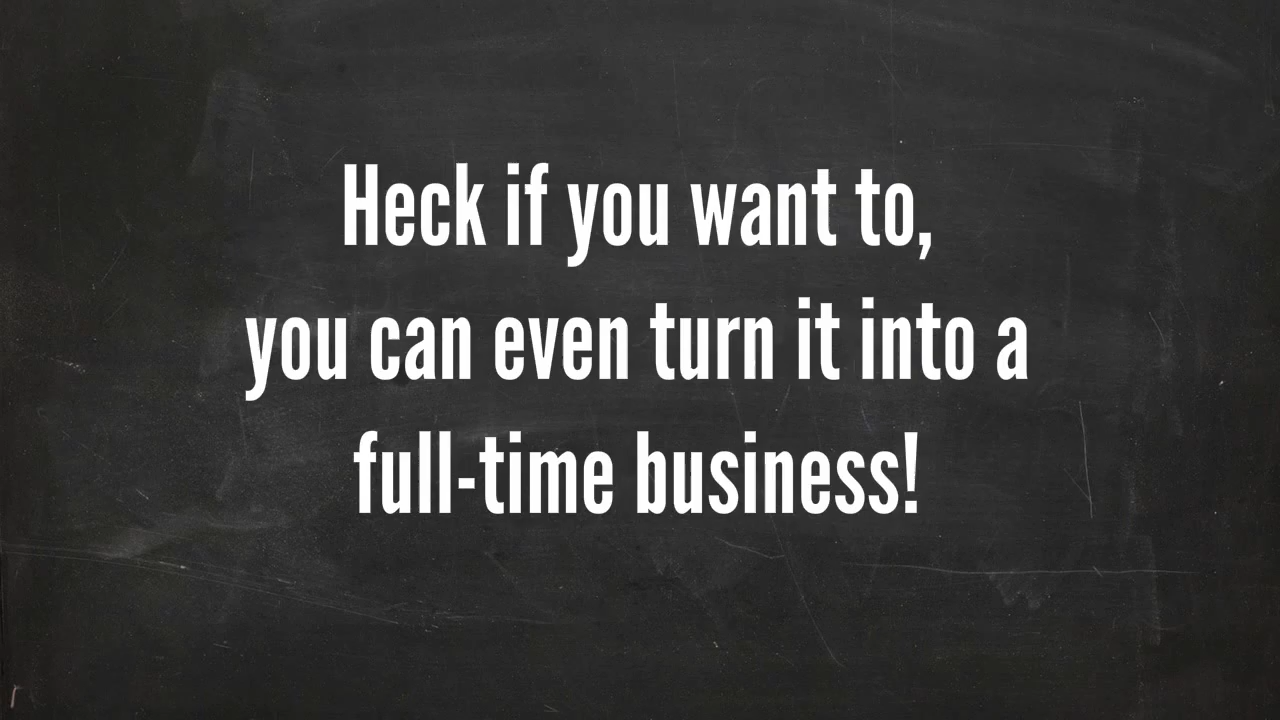 Heck if you want to,
you can even turn it into a
full-time business!